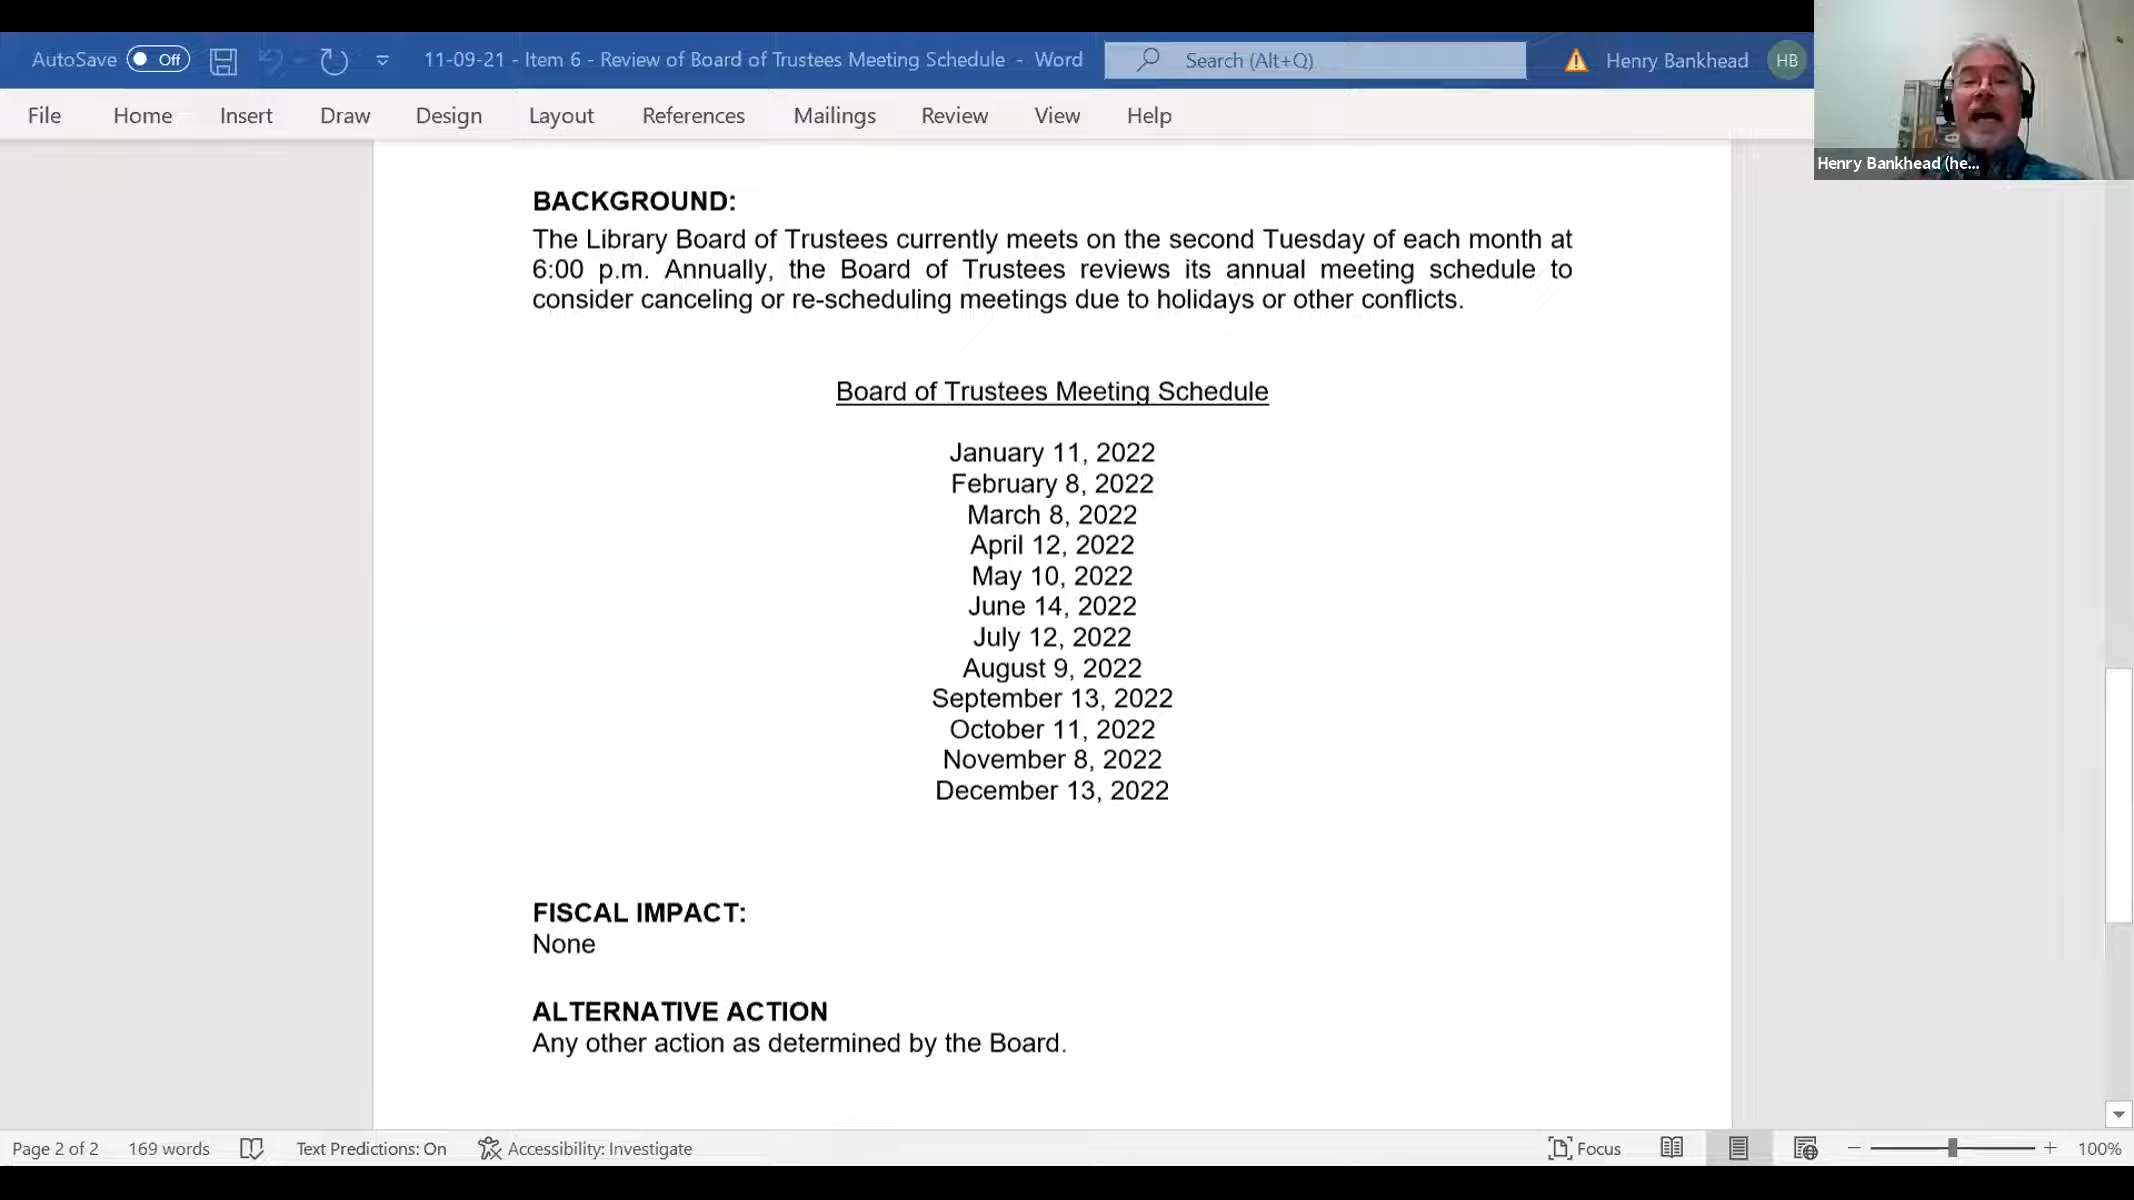 AutoSave Off 11-09-21 - Item 6 - Review of Board of Trustees Meeting Schedule - Word Search (Alt+Q) Henry Bankhead HB
File Home Insert Draw Design Layout References Mailings Review View Help
Henry Bankhead (he...
BACKGROUND:
The Library Board of Trustees currently meets on the second Tuesday of each month at
6:00 p.m. Annually, the Board of Trustees reviews its annual meeting schedule to
consider canceling or re-scheduling meetings due to holidays or other conflicts.
Board of Trustees Meeting Schedule
January 11, 2022
February 8, 2022
March 8, 2022
April 12, 2022
May 10, 2022
June 14, 2022
July 12, 2022
August 9, 2022
September 13, 2022
October 11, 2022
November 8, 2022
December 13, 2022
FISCAL IMPACT:
None
ALTERNATIVE ACTION
Any other action as determined by the Board.
Page 2 of 2 169 words Text Predictions: On Accessibility: Investigate Focus 100%